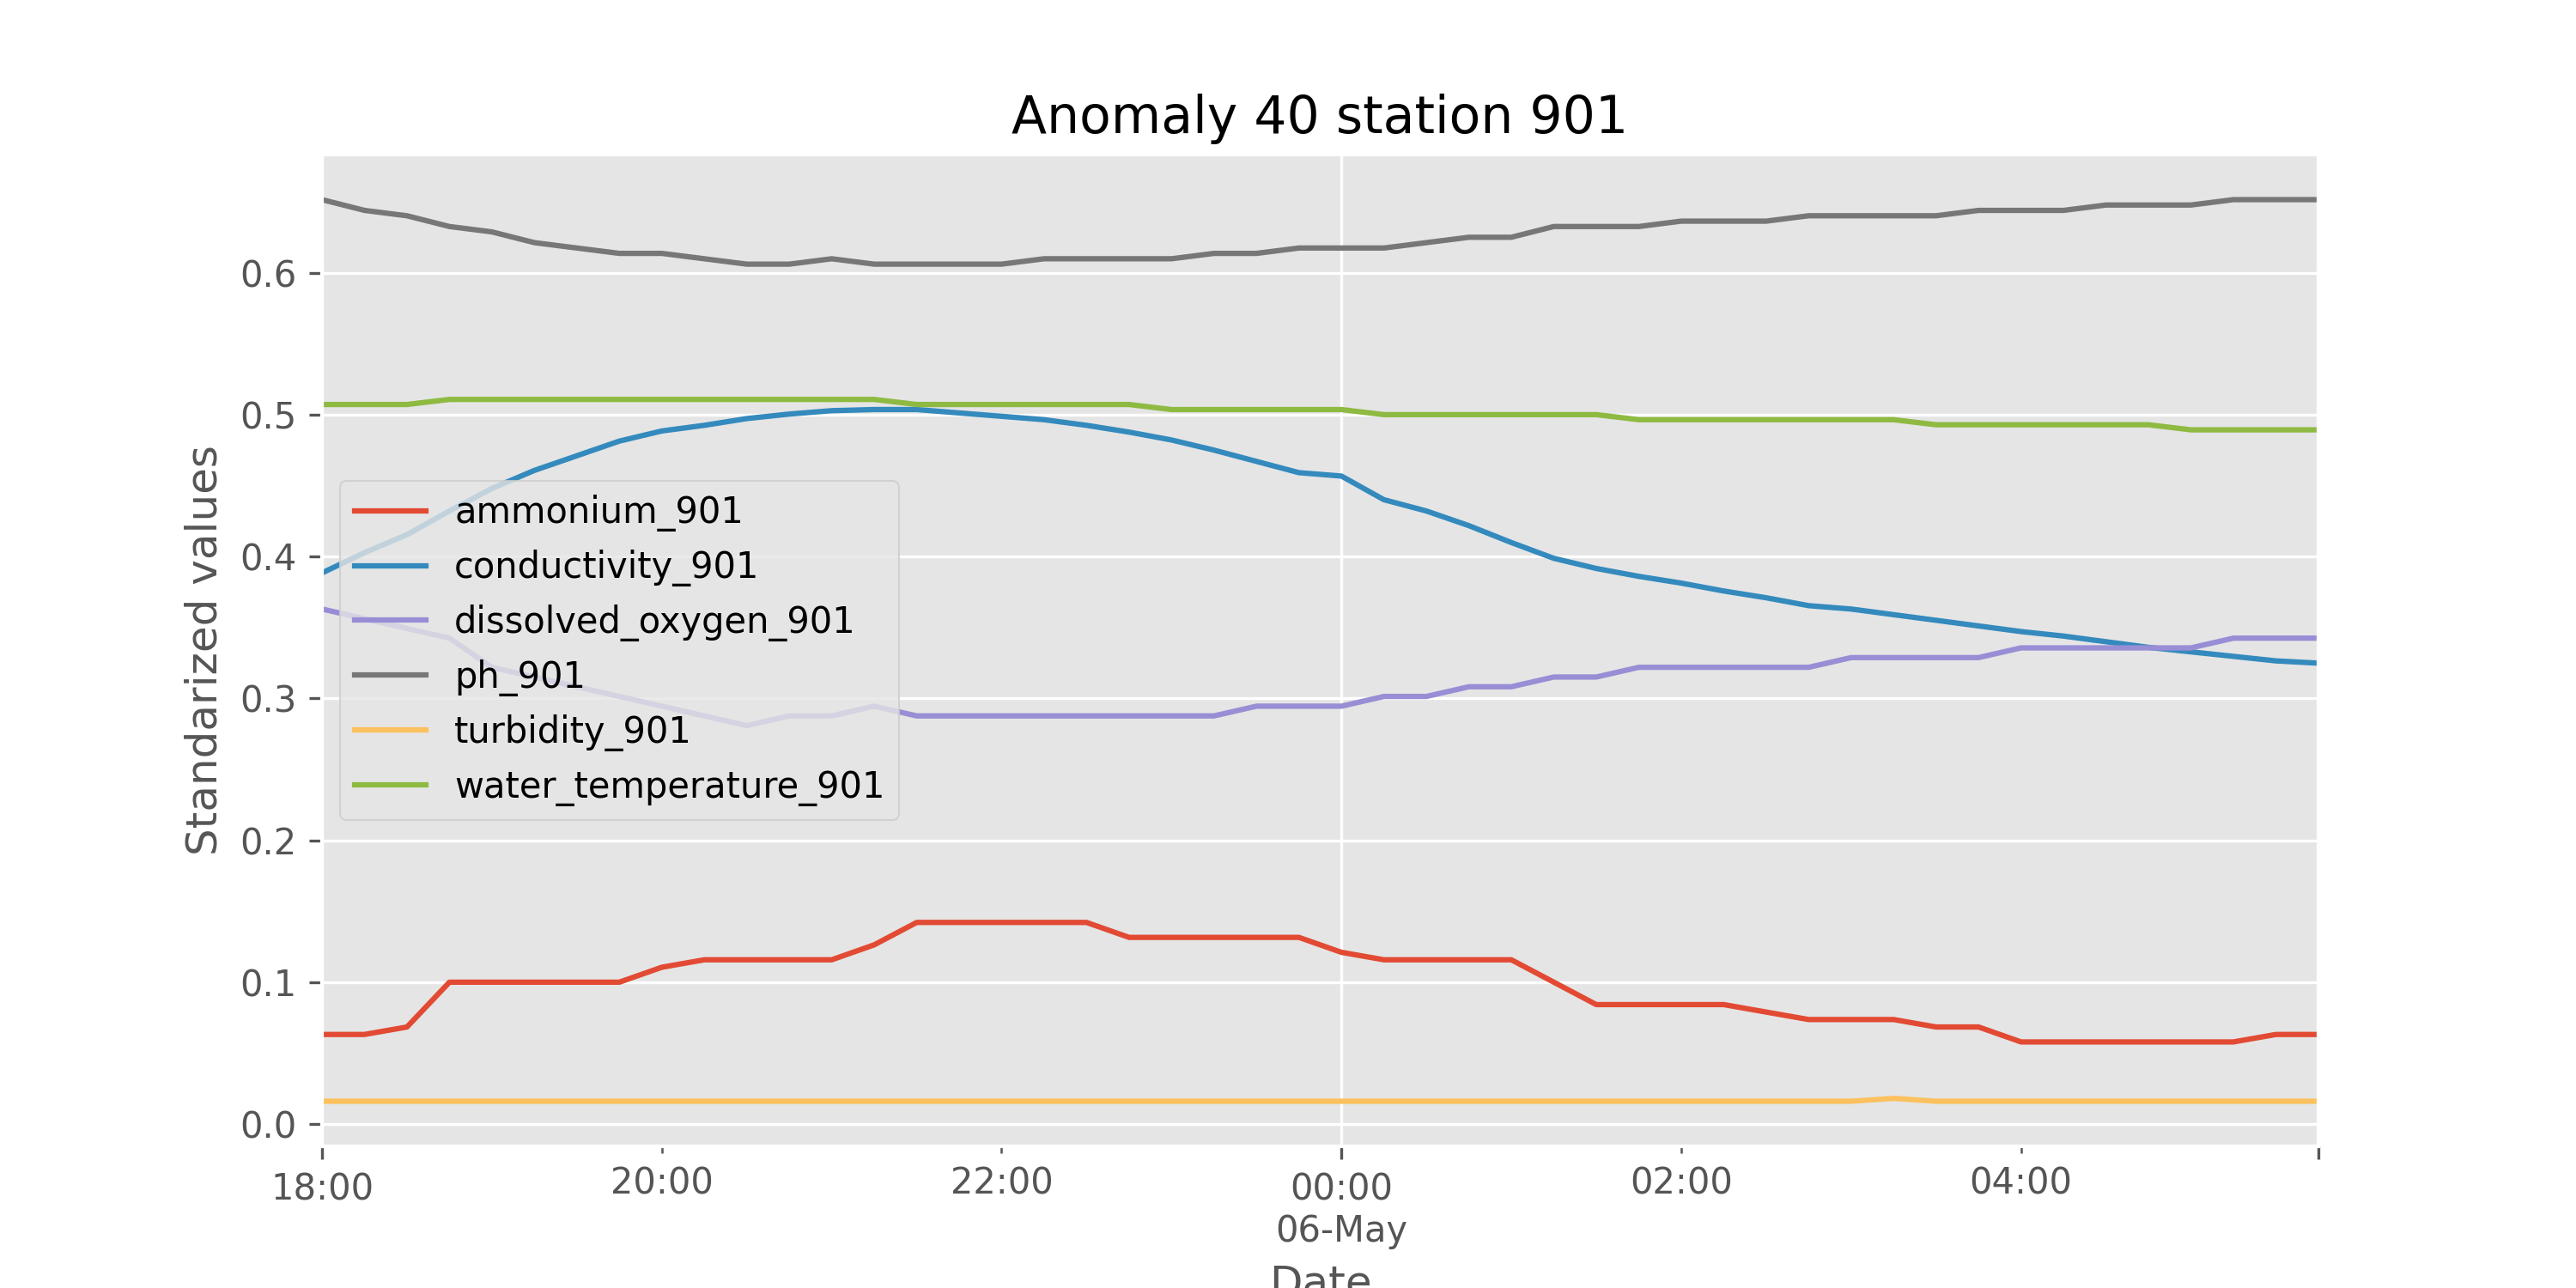 Anomaly 40 station 901
Standarized values
0.6
0.5
0.4
0.3
0.2
0.1
0.0
ammonium_901
conductivity_901
dissolved_oxygen_901
ph_901
turbidity_901
water_temperature_901
18:00 20:00 22:00 00:00 02:00 04:00
06-May
Date